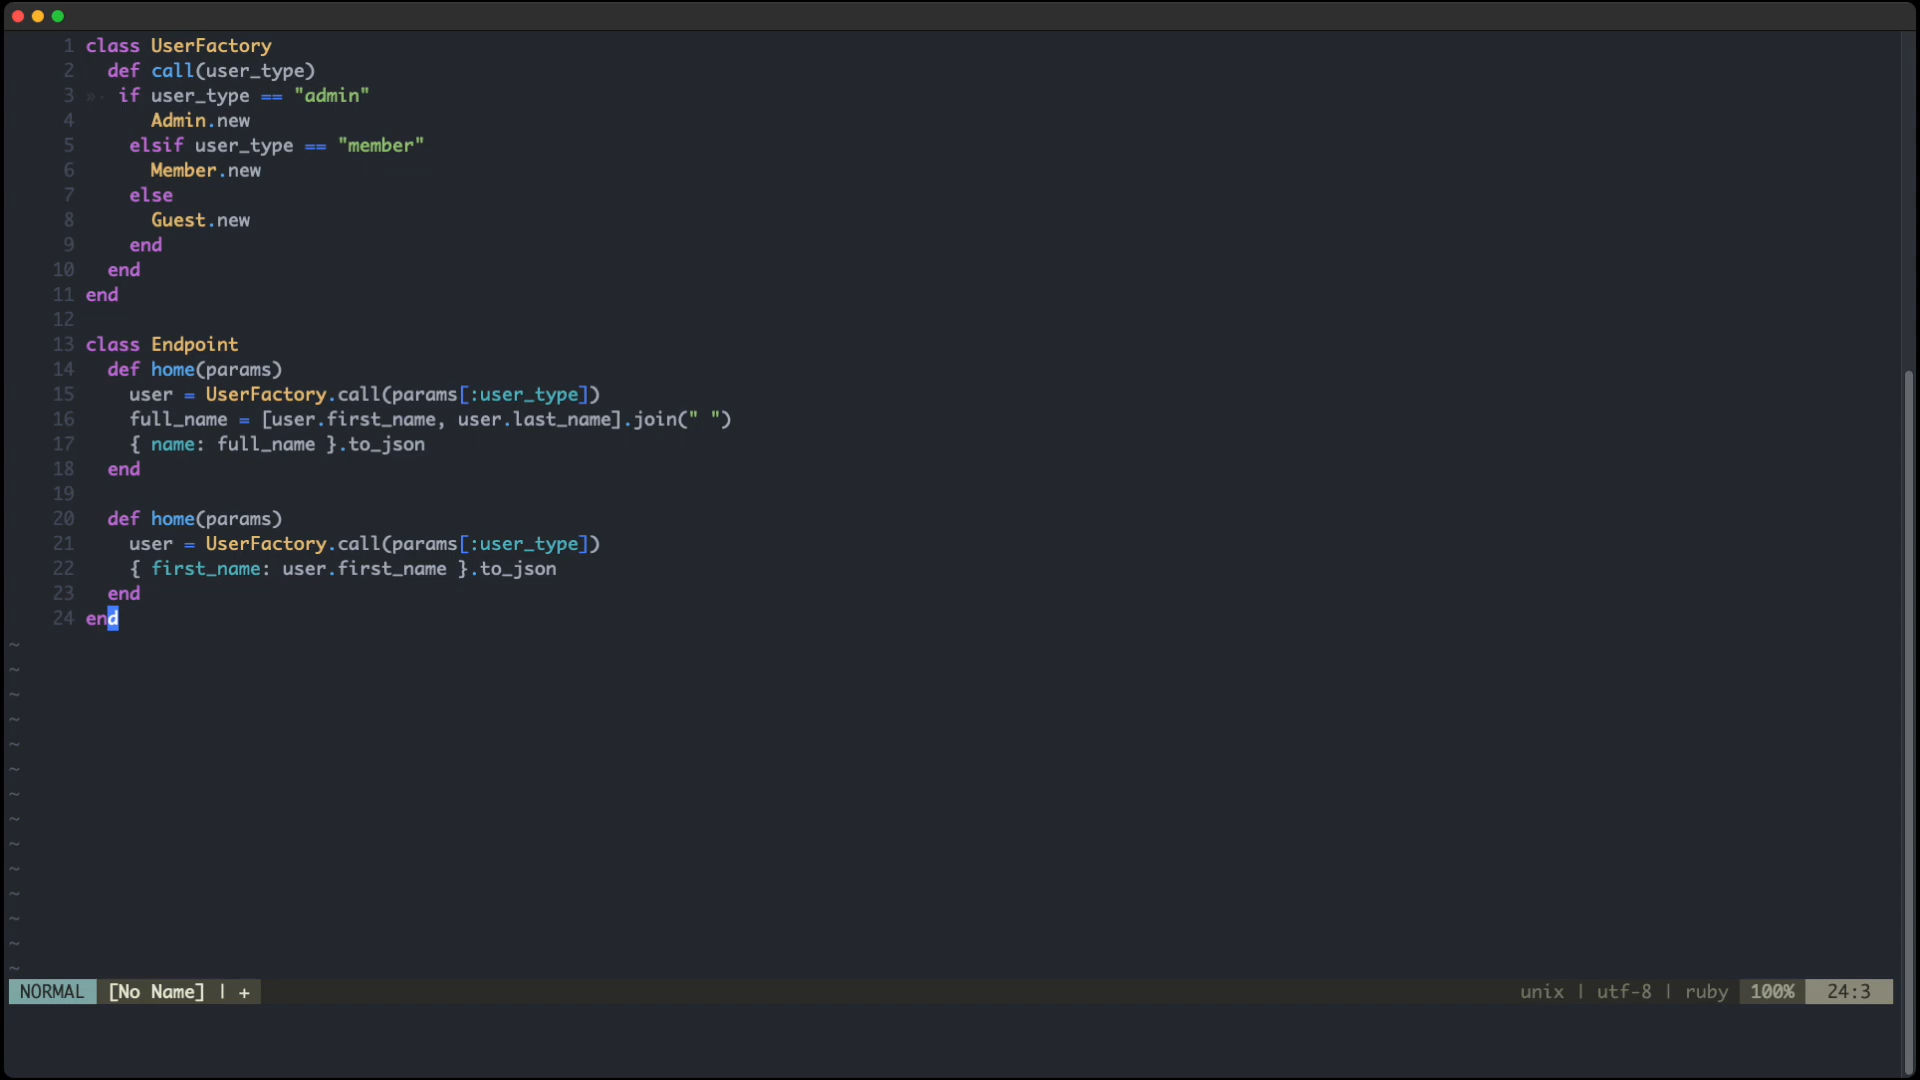 1 class UserFactory
2   def call(user_type)
3 »- if user_type == "admin"
4       Admin.new
5     elsif user_type == "member"
6       Member.new
7     else
8       Guest.new
9     end
10   end
11 end
12
13 class Endpoint
14   def home(params)
15     user = UserFactory.call(params[:user_type])
16     full_name = [user.first_name, user.last_name].join(" ")
17     { name: full_name }.to_json
18   end
19
20   def home(params)
21     user = UserFactory.call(params[:user_type])
22     { first_name: user.first_name }.to_json
23   end
24 end
~
~
~
~
~
~
~
~
~
~
~
~
~
~
NORMAL [No Name] | + unix | utf-8 | ruby 100% 24:3